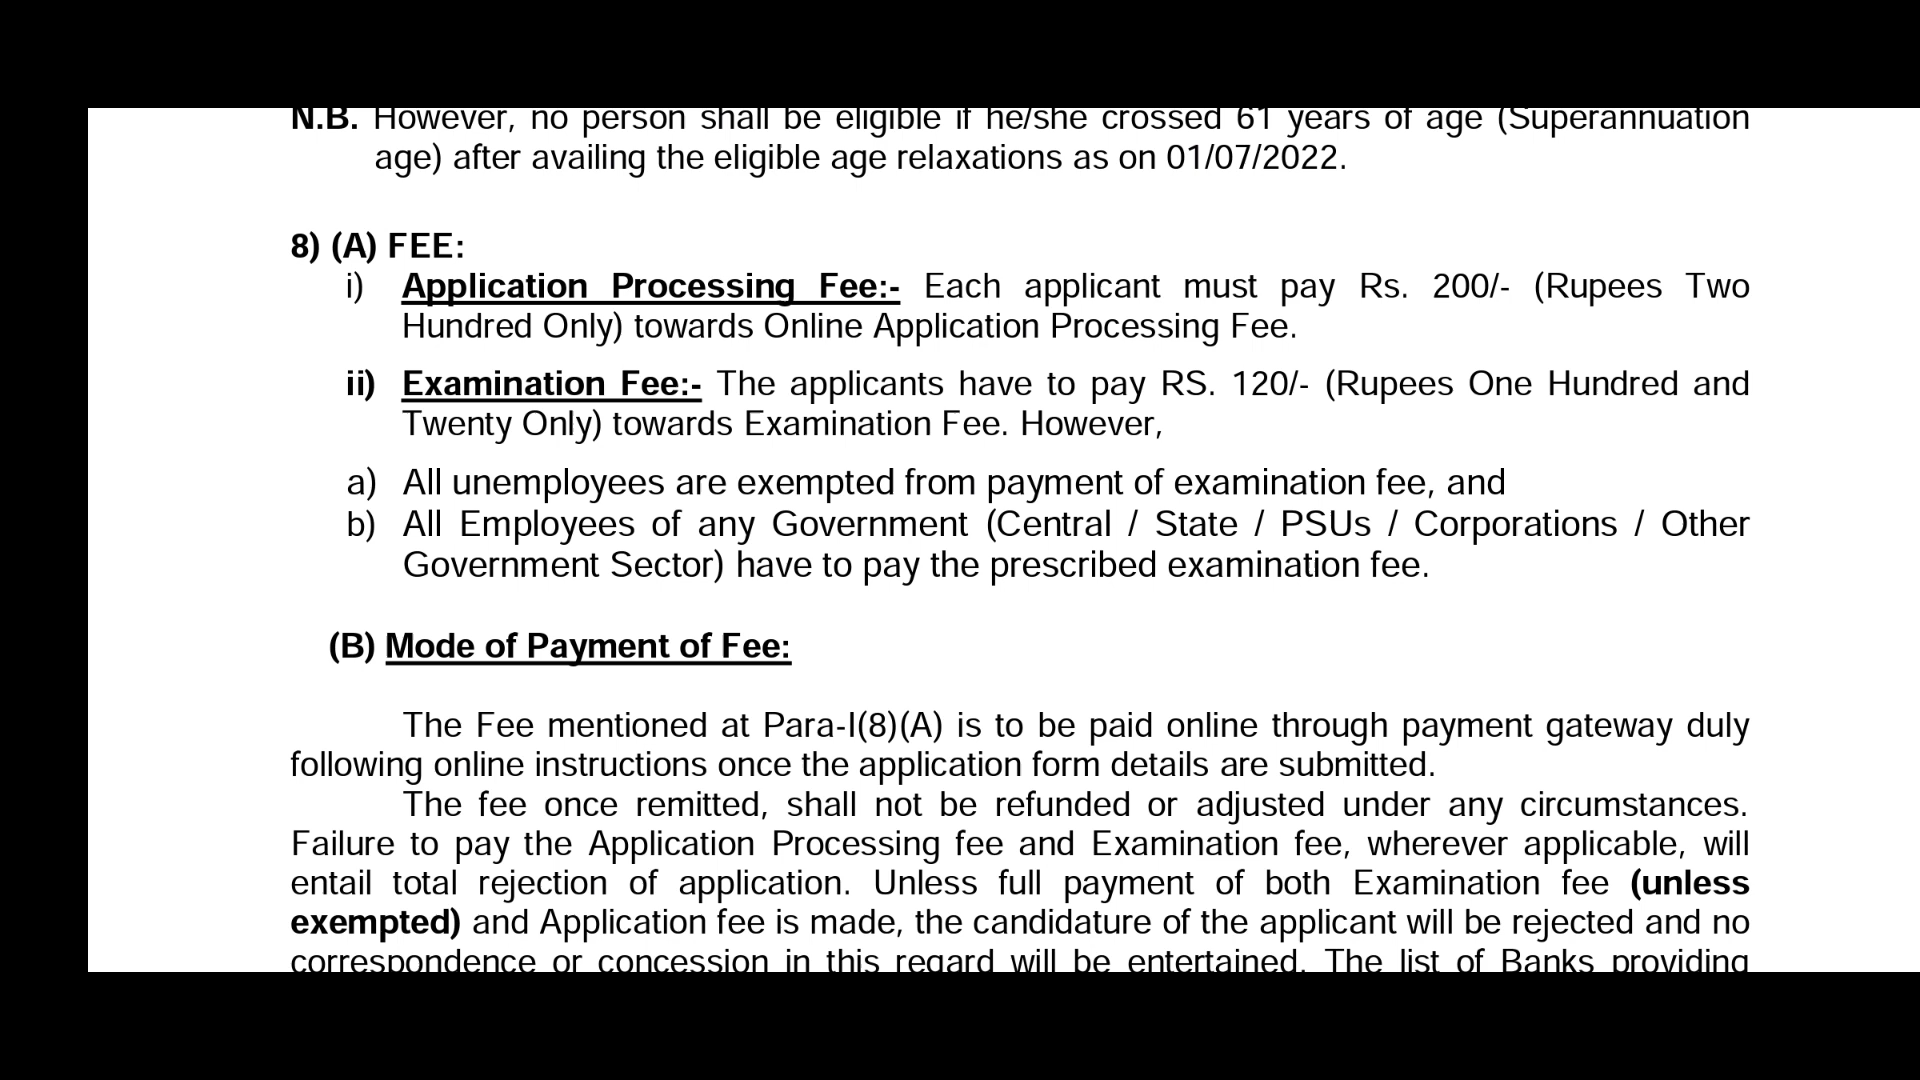 N.B. However, no person shall be eligible if he/she crossed 61 years of age (Superannuation
age) after availing the eligible age relaxations as on 01/07/2022.
8) (A) FEE:
i) Application Processing Fee:- Each applicant must pay Rs. 200/- (Rupees Two
Hundred Only) towards Online Application Processing Fee.
ii) Examination Fee:- The applicants have to pay RS. 120/- (Rupees One Hundred and
Twenty Only) towards Examination Fee. However,
a) All unemployees are exempted from payment of examination fee, and
b) All Employees of any Government (Central / State / PSUs / Corporations / Other
Government Sector) have to pay the prescribed examination fee.
(B) Mode of Payment of Fee:
The Fee mentioned at Para-I(8)(A) is to be paid online through payment gateway duly
following online instructions once the application form details are submitted.
The fee once remitted, shall not be refunded or adjusted under any circumstances.
Failure to pay the Application Processing fee and Examination fee, wherever applicable, will
entail total rejection of application. Unless full payment of both Examination fee (unless
exempted) and Application fee is made, the candidature of the applicant will be rejected and no
correspondence or concession in this regard will be entertained. The list of Banks providing